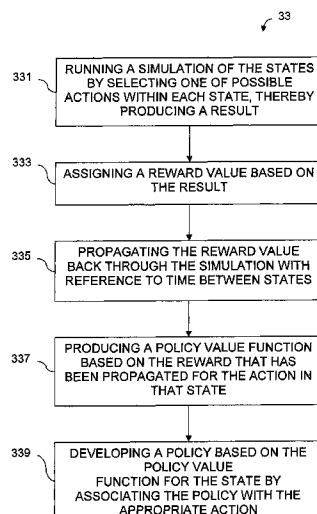 33
331
RUNNING A SIMULATION OF THE STATES
BY SELECTING ONE OF POSSIBLE
ACTIONS WITHIN EACH STATE, THEREBY
PRODUCING A RESULT
333
ASSIGNING A REWARD VALUE BASED ON
THE RESULT
335
PROPAGATING THE REWARD VALUE
BACK THROUGH THE SIMULATION WITH
REFERENCE TO TIME BETWEEN STATES
337
PRODUCING A POLICY VALUE FUNCTION
BASED ON THE REWARD THAT HAS
BEEN PROPAGATED FOR THE ACTION IN
THAT STATE
339
DEVELOPING A POLICY BASED ON THE
POLICY VALUE
FUNCTION FOR THE STATE BY
ASSOCIATING THE POLICY WITH THE
APPROPRIATE ACTION